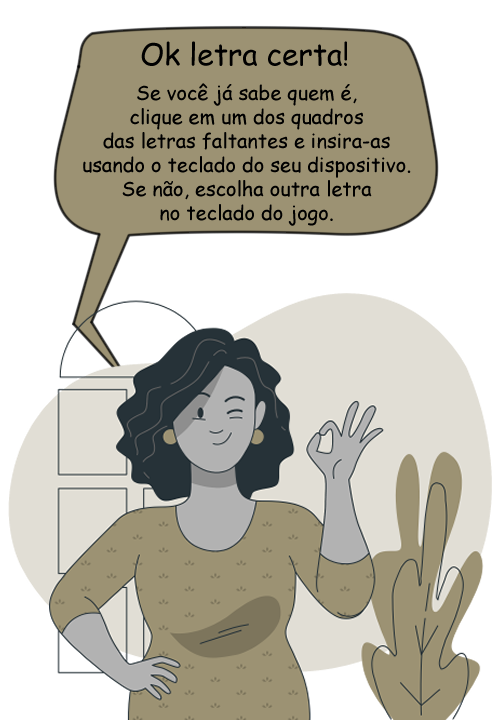 Ok letra certa!
Se você já sabe quem é,
clique em um dos quadros
das letras faltantes e insira-as
usando o teclado do seu dispositivo.
Se não, escolha outra letra
no teclado do jogo.